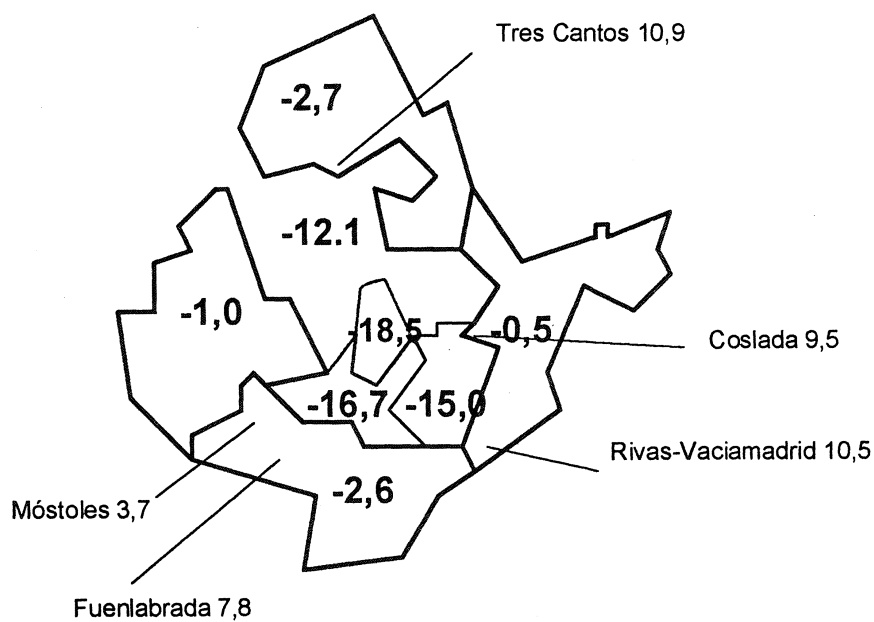 Tres Cantos 10,9
-2,7
-12.1
-1,0
-18,5
-0,5
Coslada 9,5
-16,7
-15,0
Rivas-Vaciamadrid 10,5
-2,6
Móstoles 3,7
Fuenlabrada 7,8